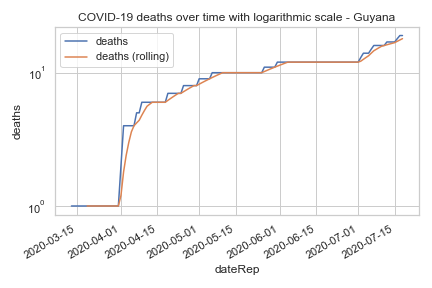 COVID-19 deaths over time with logarithmic scale - Guyana
deaths
deaths (rolling)
10¹
10⁰
deaths
2020-03-15
2020-04-01
2020-04-15
2020-05-01
2020-05-15
2020-06-01
2020-06-15
2020-07-01
2020-07-15
dateRep